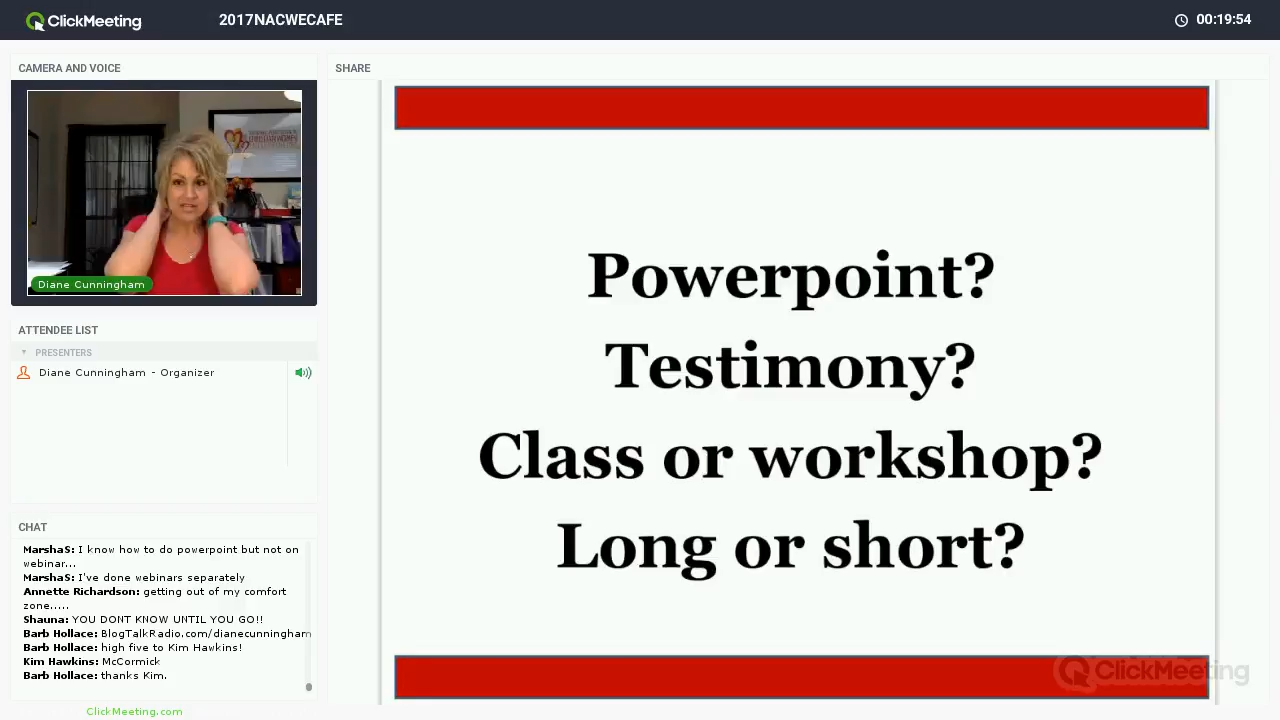 ClickMeeting
2017NACWECAFE
00:19:54
CAMERA AND VOICE
Diane Cunningham
ATTENDEE LIST
PRESENTERS
Diane Cunningham - Organizer
CHAT
MarshaS: I know how to do powerpoint but not on
webinar...
MarshaS: I've done webinars separately
Annette Richardson: getting out of my comfort
zone.....
Shauna: YOU DONT KNOW UNTIL YOU GO!!
Barb Hollace: BlogTalkRadio.com/dianecunningham
Barb Hollace: high five to Kim Hawkins!
Kim Hawkins: McCormick
Barb Hollace: thanks Kim.
ClickMeeting.com
SHARE
Powerpoint?
Testimony?
Class or workshop?
Long or short?
ClickMeeting